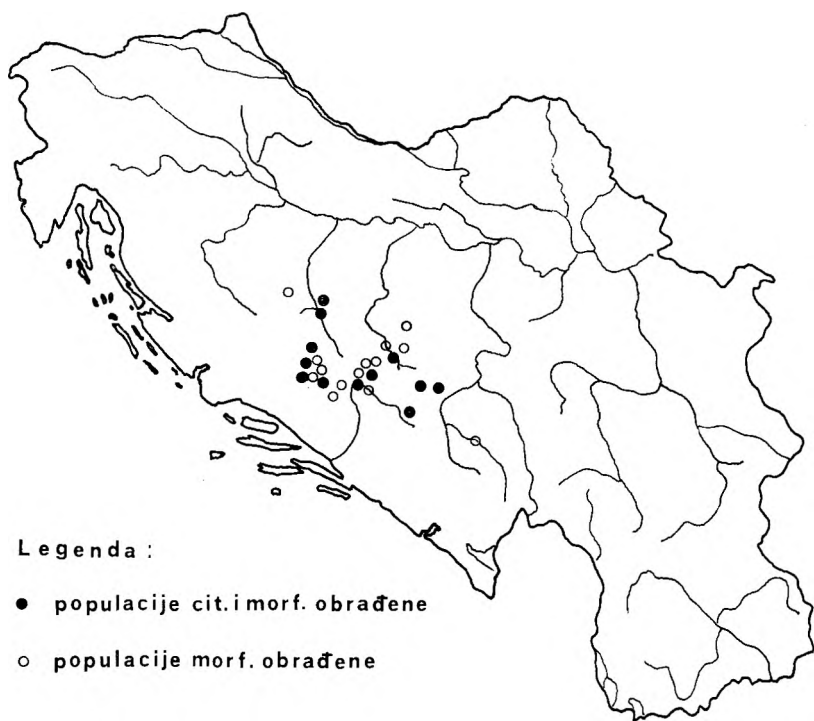 Legenda :
populacije cit. i morf. obrađene
populacije morf. obrađene